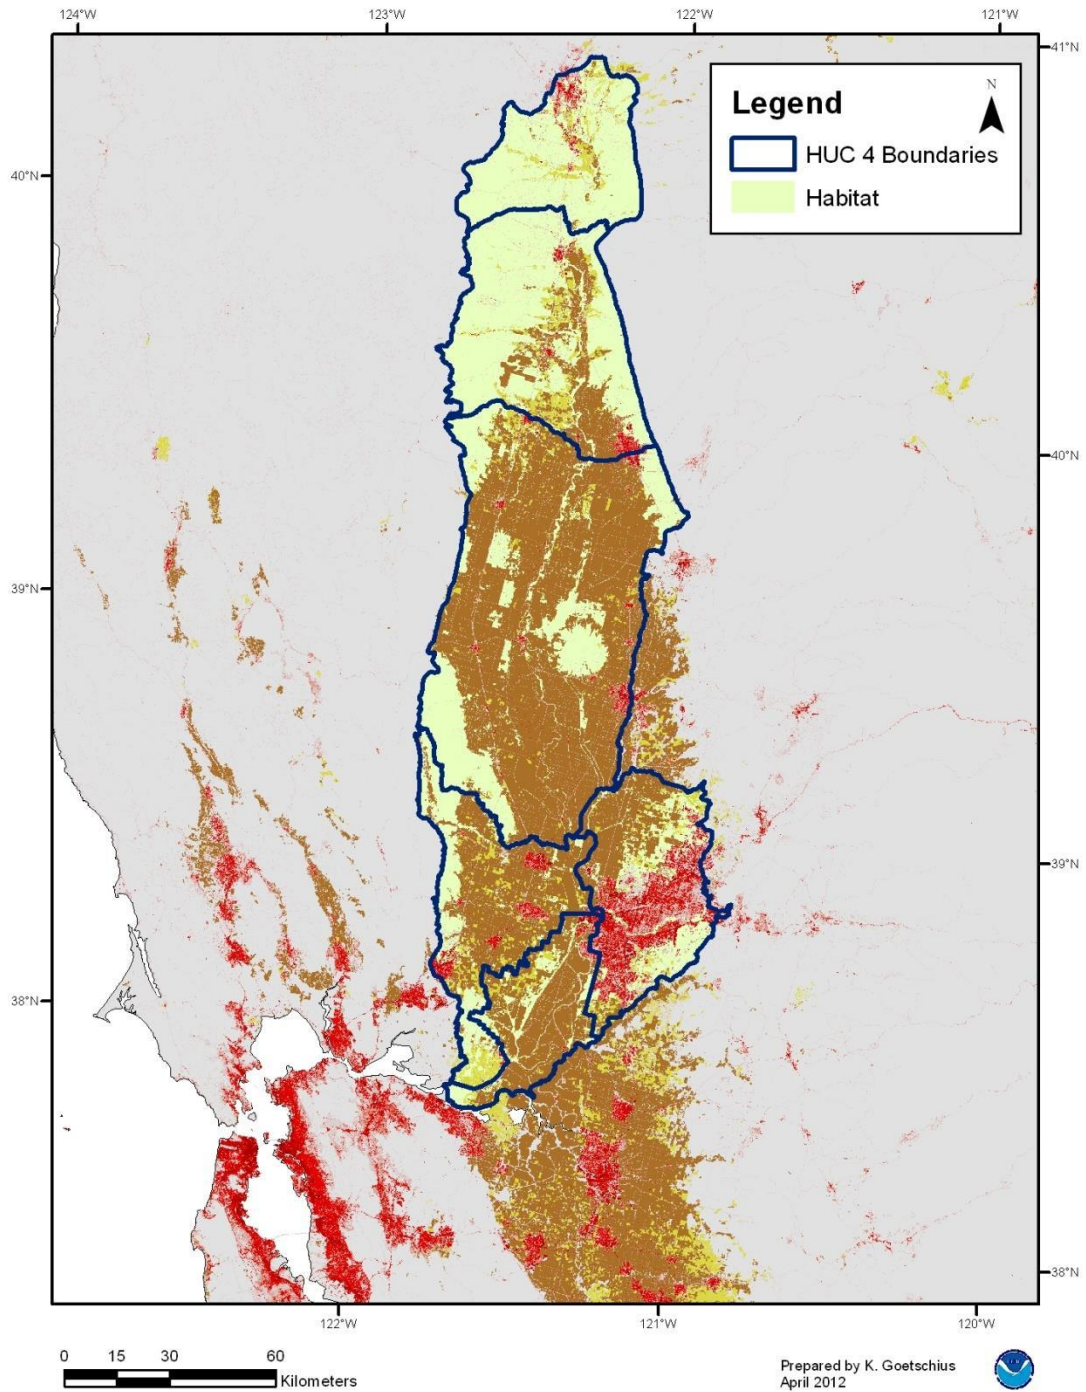 124°W 123°W 122°W 121°W
41°N
N
Legend
HUC 4 Boundaries
Habitat
40°N
40°N
39°N
39°N
38°N
38°N
122°W 121°W 120°W
0 15 30 60
Kilometers
Prepared by K. Goetschius
April 2012